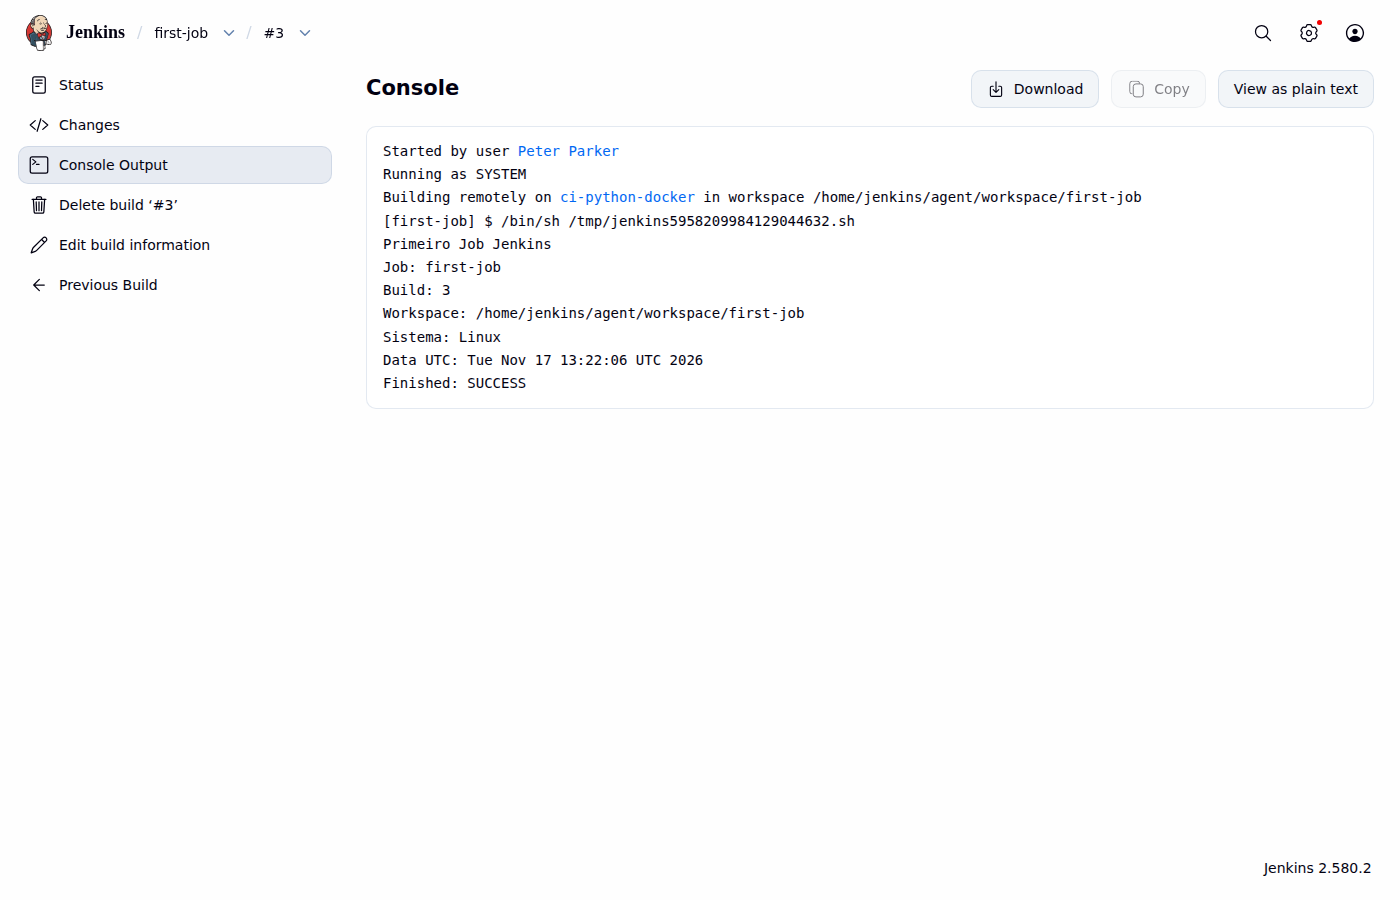 Jenkins / first-job / #3
Status
Changes
Console Output
Delete build ‘#3’
Edit build information
Previous Build
Console
Download
Copy
View as plain text
Started by user Peter Parker
Running as SYSTEM
Building remotely on ci-python-docker in workspace /home/jenkins/agent/workspace/first-job
[first-job] $ /bin/sh /tmp/jenkins5958209984129044632.sh
Primeiro Job Jenkins
Job: first-job
Build: 3
Workspace: /home/jenkins/agent/workspace/first-job
Sistema: Linux
Data UTC: Tue Nov 17 13:22:06 UTC 2026
Finished: SUCCESS
Jenkins 2.580.2